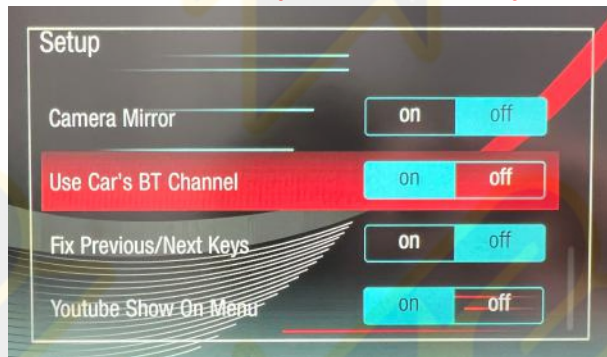 Setup
Camera Mirror on off
Use Car's BT Channel on off
Fix Previous/Next Keys on off
Youtube Show On Menu on off